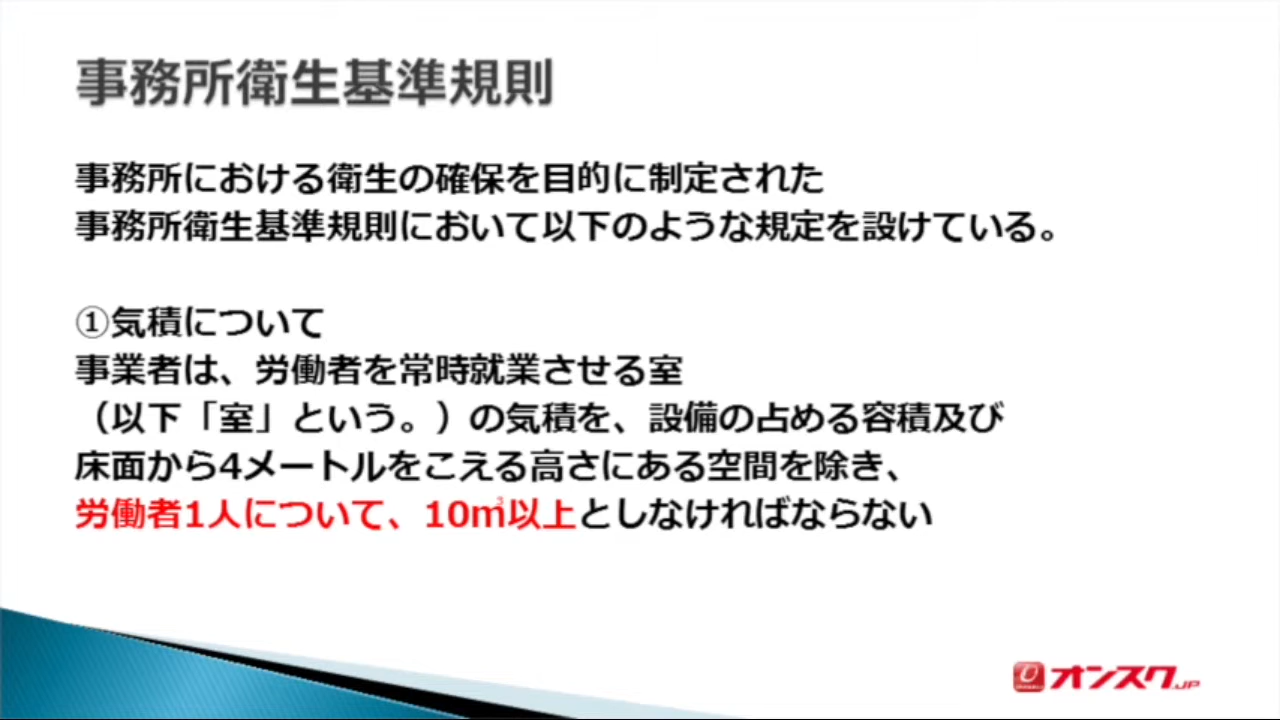 事務所衛生基準規則
事務所における衛生の確保を目的に制定された
事務所衛生基準規則において以下のような規定を設けている。
①気積について
事業者は、労働者を常時就業させる室
（以下「室」という。）の気積を、設備の占める容積及び
床面から4メートルをこえる高さにある空間を除き、
労働者1人について、10㎥以上としなければならない
オンスク.JP